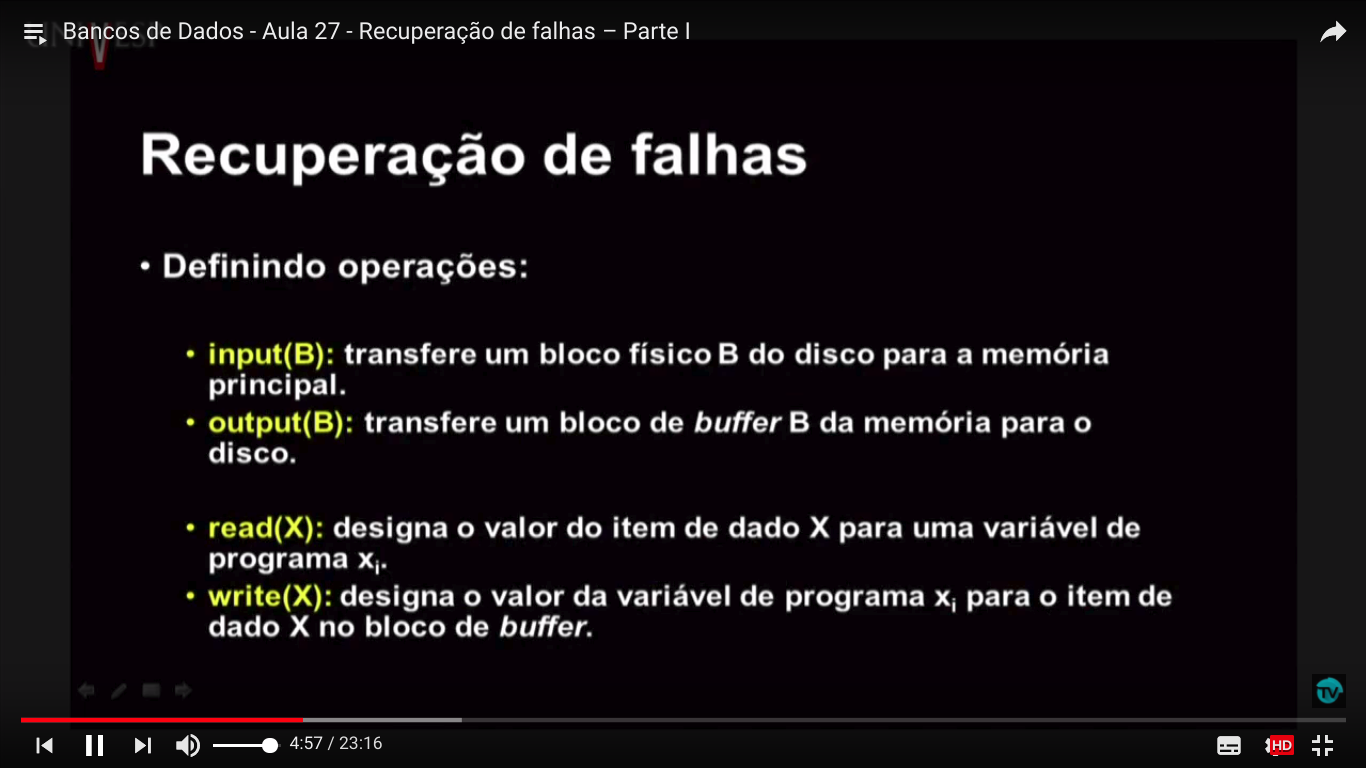 Bancos de Dados - Aula 27 - Recuperação de falhas – Parte I
Recuperação de falhas
• Definindo operações:
• input(B): transfere um bloco físico B do disco para a memória
principal.
• output(B): transfere um bloco de buffer B da memória para o
disco.
• read(X): designa o valor do item de dado X para uma variável de
programa xi.
• write(X): designa o valor da variável de programa xi para o item de
dado X no bloco de buffer.
TV
4:57 / 23:16
HD